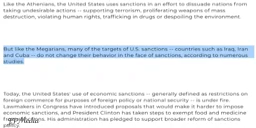 Like the Athenians, the United States uses sanctions in an effort to dissuade nations from
taking undesirable actions -- supporting terrorism, proliferating weapons of mass
destruction, violating human rights, trafficking in drugs or despoiling the environment.
But like the Megarians, many of the targets of U.S. sanctions -- countries such as Iraq, Iran
and Cuba -- do not change their behavior in the face of sanctions, according to numerous
studies.
Today, the United States' use of economic sanctions -- generally defined as restrictions on
foreign commerce for purposes of foreign policy or national security -- is under fire.
Lawmakers in Congress have introduced proposals that would make it harder to impose
economic sanctions, and President Clinton has taken steps to exempt food and medicine
from sanctions. His administration has pledged to support broader reform of sanctions
policy.